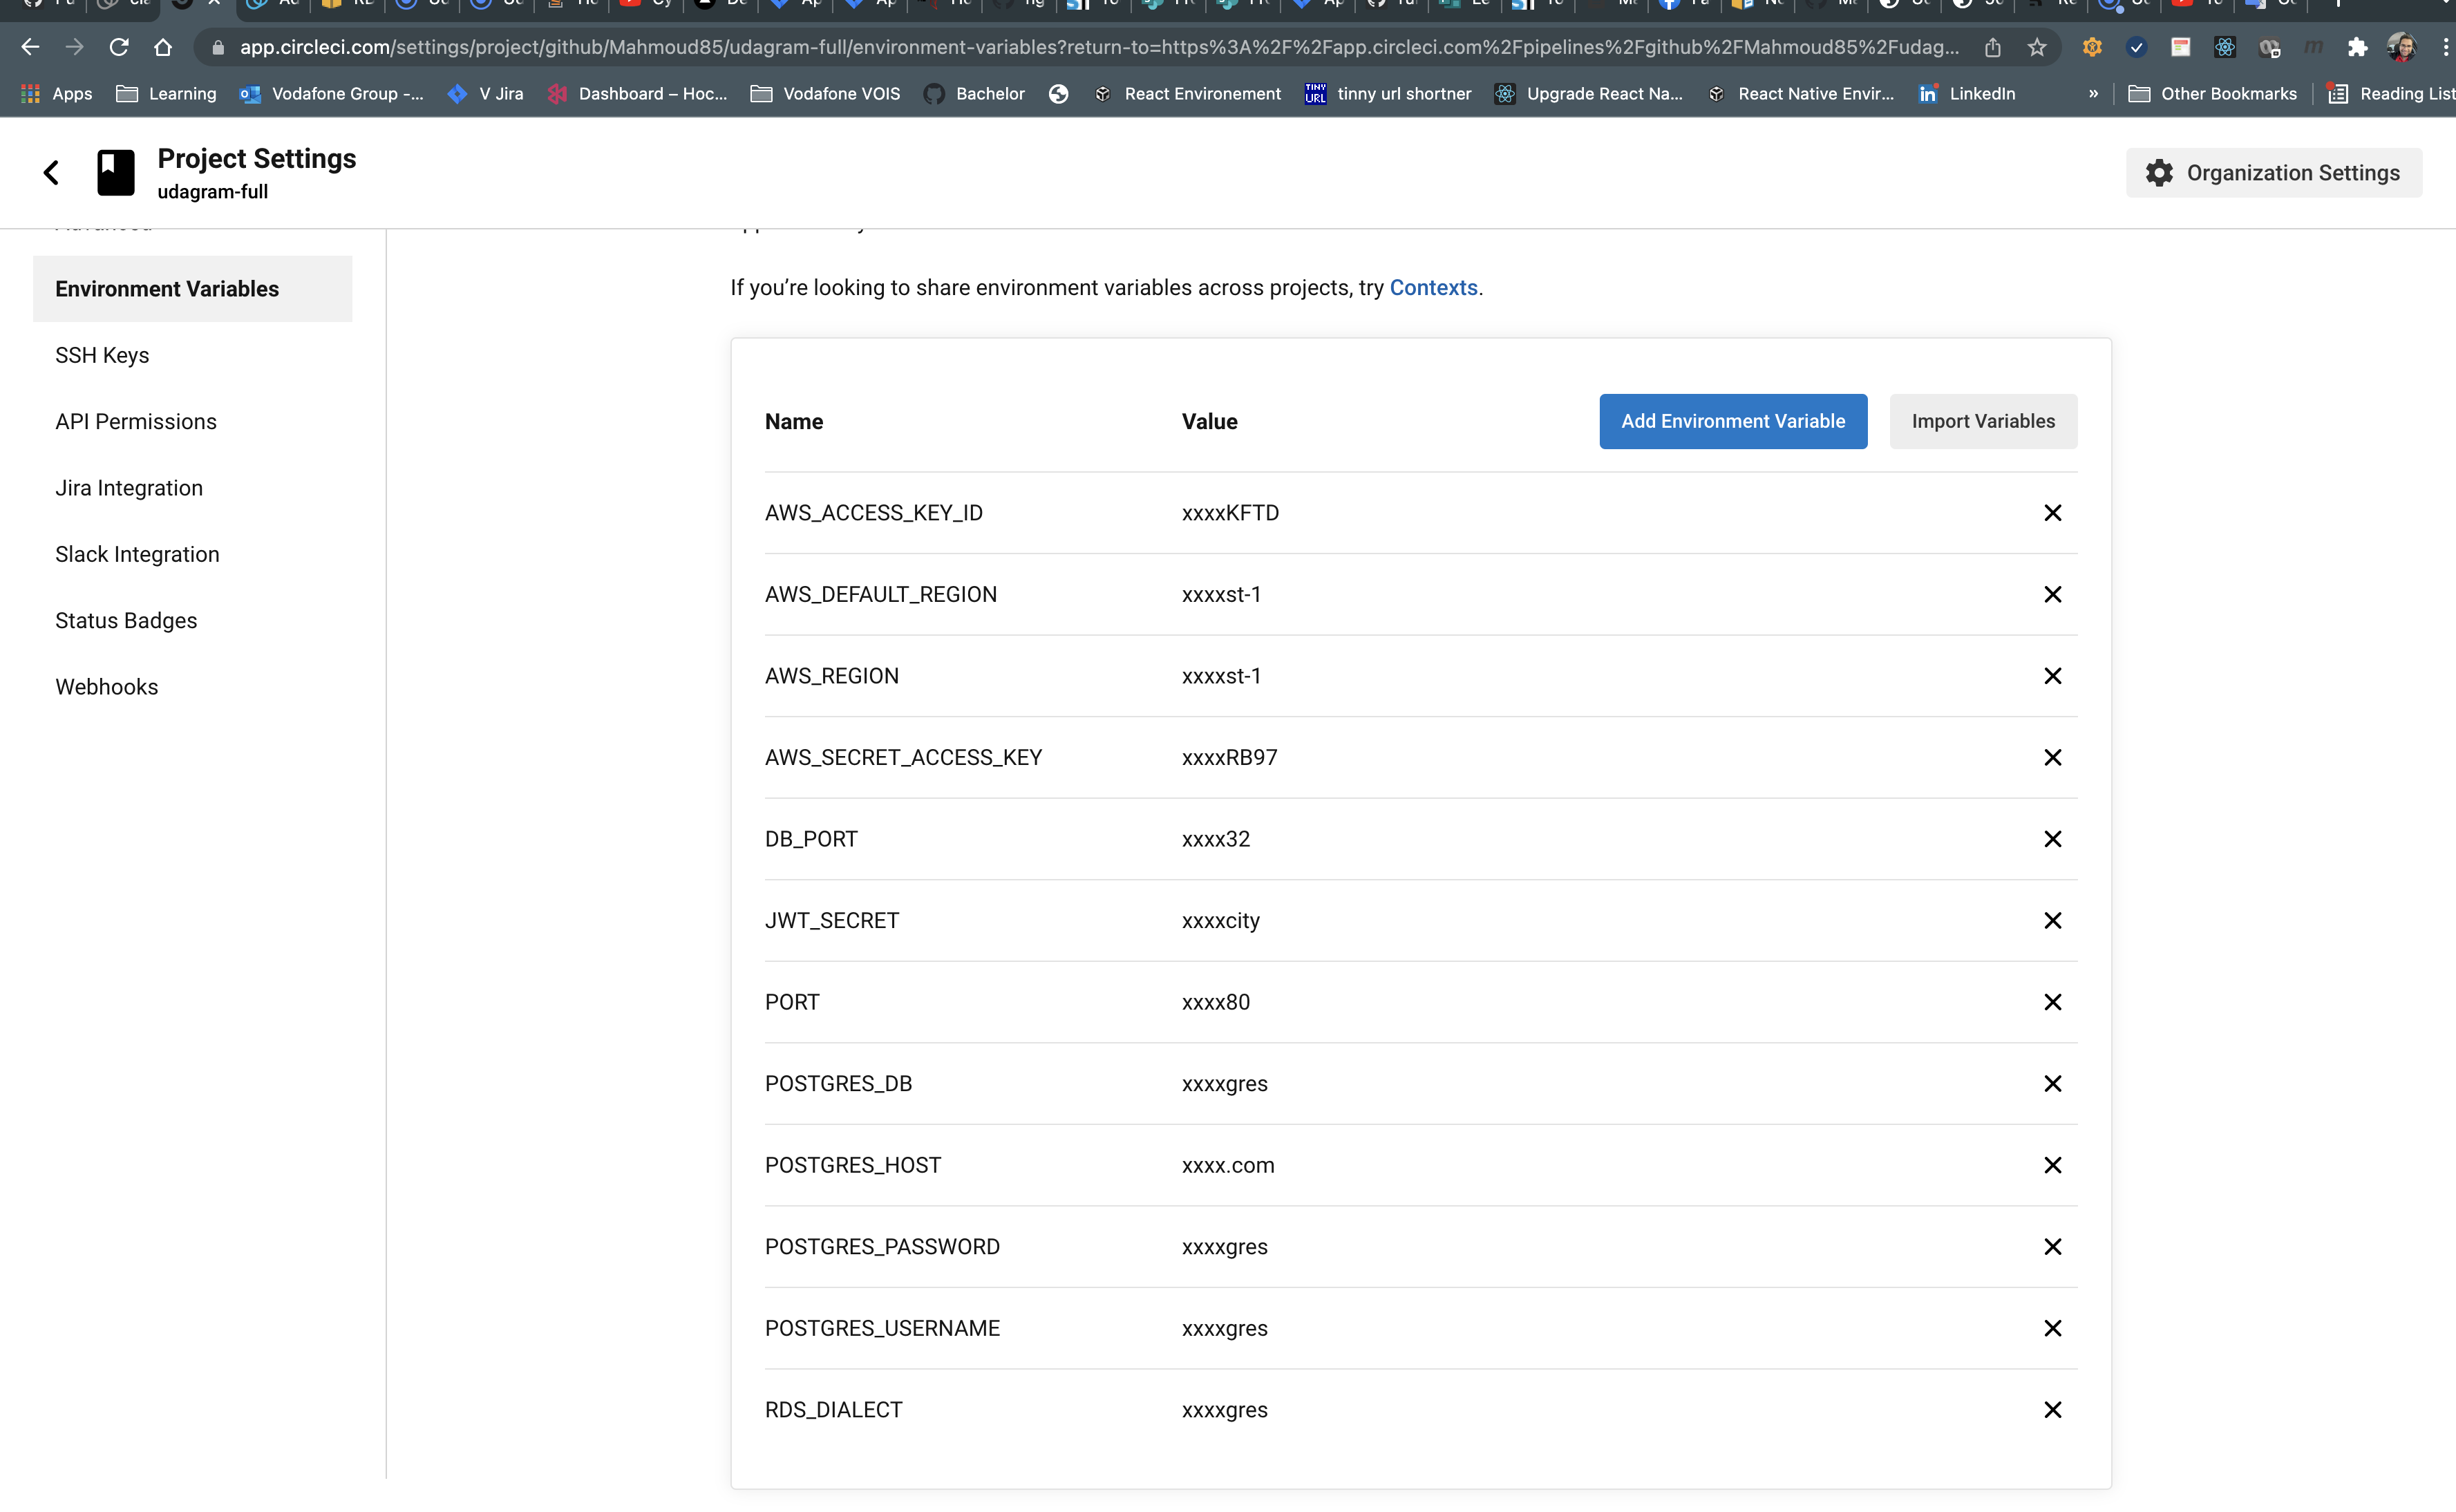 app.circleci.com/settings/project/github/Mahmoud85/udagram-full/environment-variables?return-to=https%3A%2F%2Fapp.circleci.com%2Fpipelines%2Fgithub%2FMahmoud85%2Fudag...
Apps Learning Vodafone Group -... V Jira Dashboard – Hoc... Vodafone VOIS Bachelor React Environement TINY URL tinny url shortner Upgrade React Na... React Native Envir... LinkedIn » Other Bookmarks Reading List
Project Settings
udagram-full
Organization Settings
Environment Variables
SSH Keys
API Permissions
Jira Integration
Slack Integration
Status Badges
Webhooks
If you’re looking to share environment variables across projects, try Contexts.
Name Value Add Environment Variable Import Variables
AWS_ACCESS_KEY_ID xxxxKFTD
AWS_DEFAULT_REGION xxxxst-1
AWS_REGION xxxxst-1
AWS_SECRET_ACCESS_KEY xxxxRB97
DB_PORT xxxx32
JWT_SECRET xxxxcity
PORT xxxx80
POSTGRES_DB xxxxgres
POSTGRES_HOST xxxx.com
POSTGRES_PASSWORD xxxxgres
POSTGRES_USERNAME xxxxgres
RDS_DIALECT xxxxgres